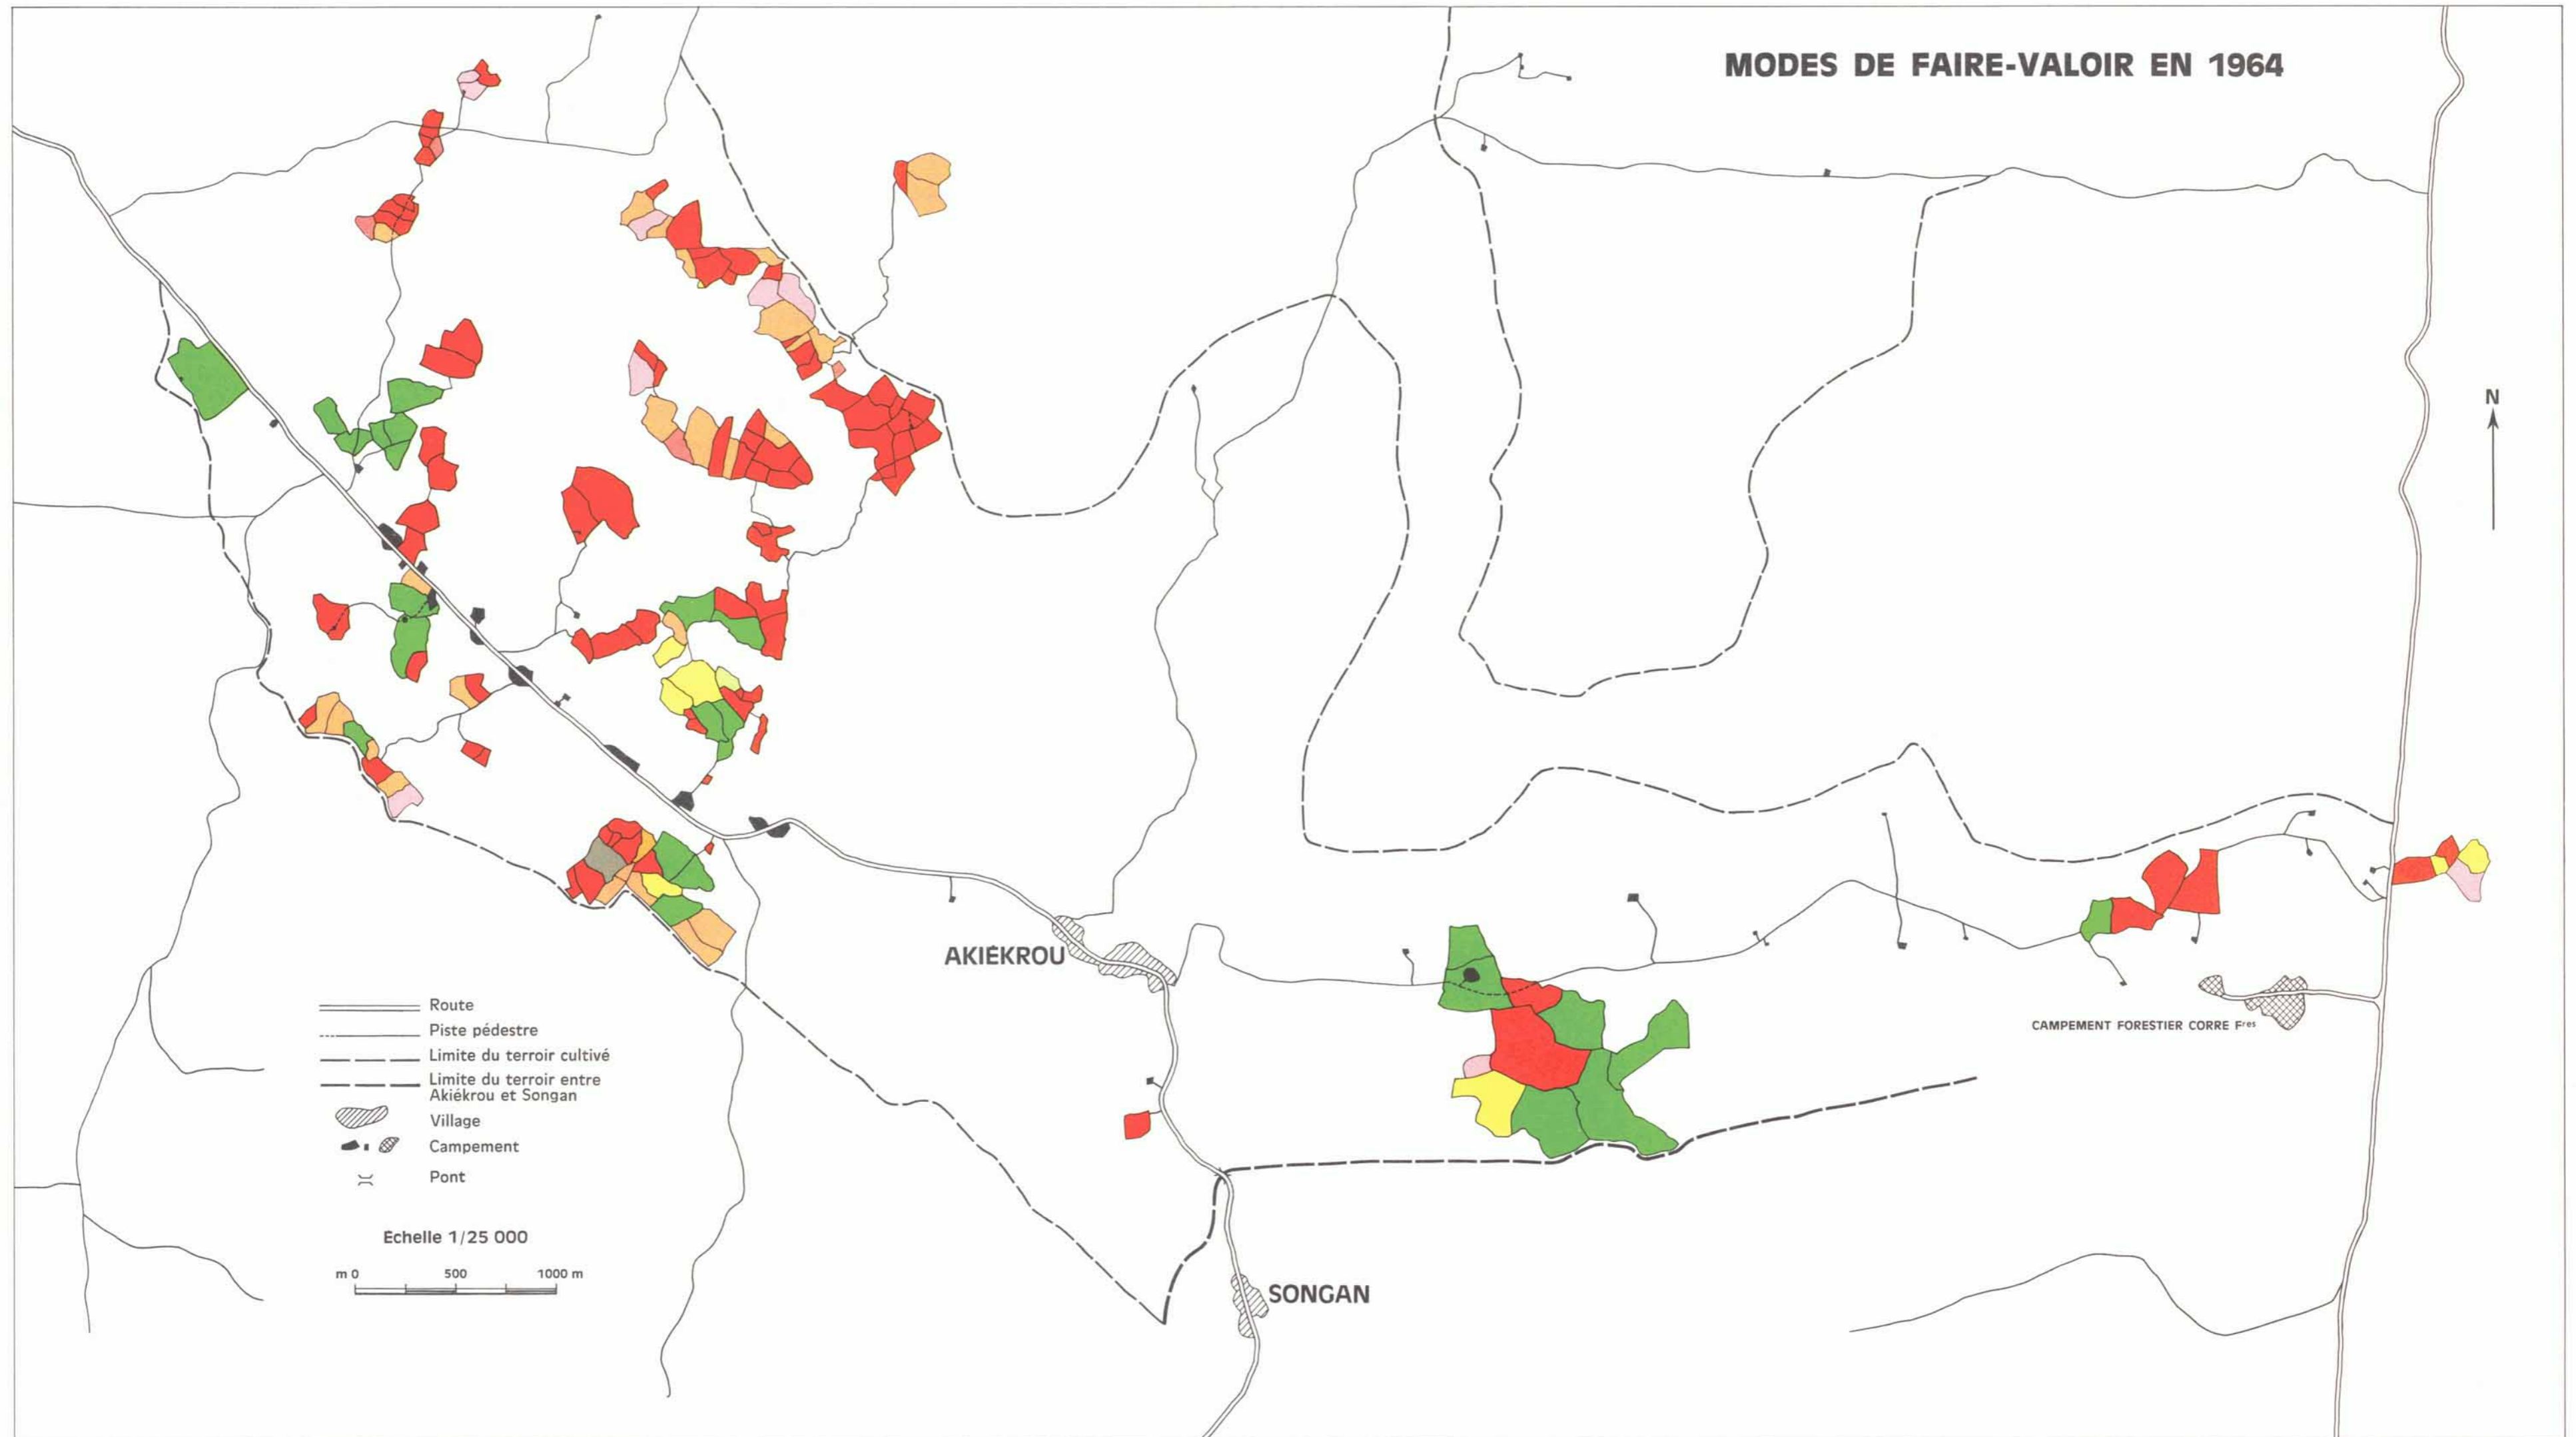 MODES DE FAIRE-VALOIR EN 1964
N
AKIÉKROU
CAMPEMENT FORESTIER CORRE Fres
Route
Piste pédestre
Limite du terroir cultivé
Limite du terroir entre
Akiékrou et Songan
Village
Campement
Pont
Echelle 1/25 000
m 0 500 1000 m
SONGAN